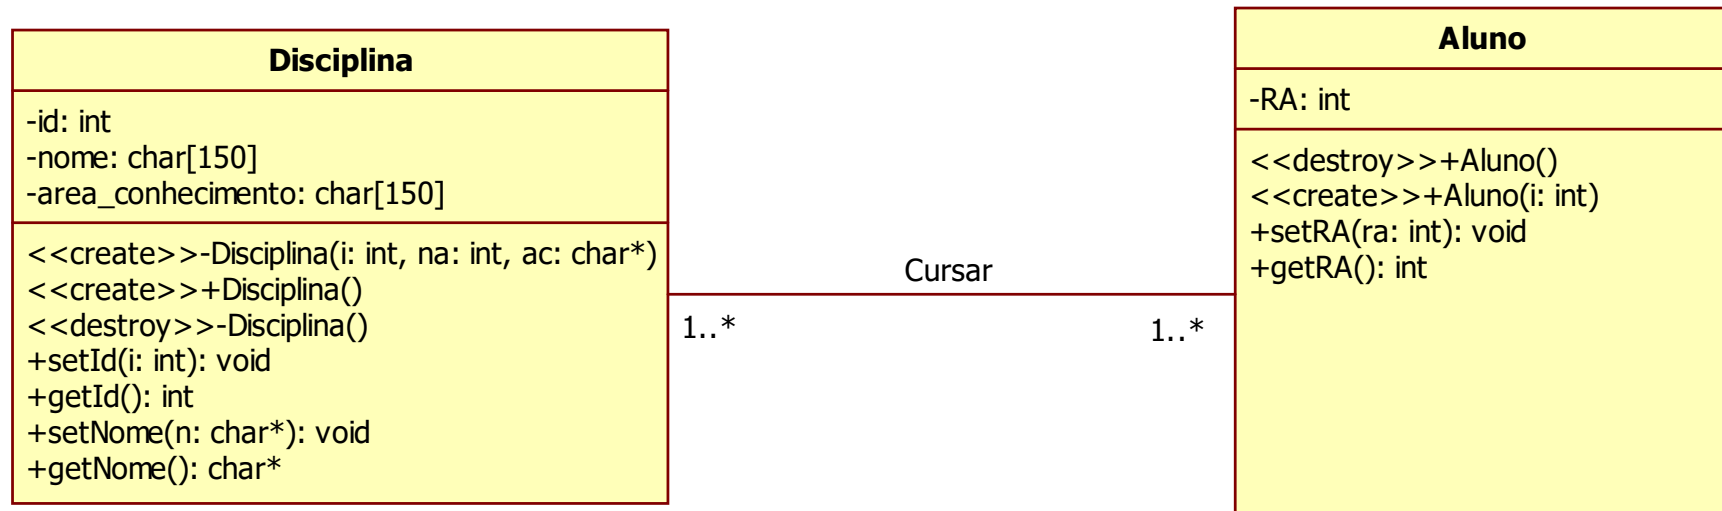 Disciplina
-id: int
-nome: char[150]
-area_conhecimento: char[150]
<<create>>-Disciplina(i: int, na: int, ac: char*)
<<create>>+Disciplina()
<<destroy>>-Disciplina()
+setId(i: int): void
+getId(): int
+setNome(n: char*): void
+getNome(): char*
Cursar
1..*
1..*
Aluno
-RA: int
<<destroy>>+Aluno()
<<create>>+Aluno(i: int)
+setRA(ra: int): void
+getRA(): int